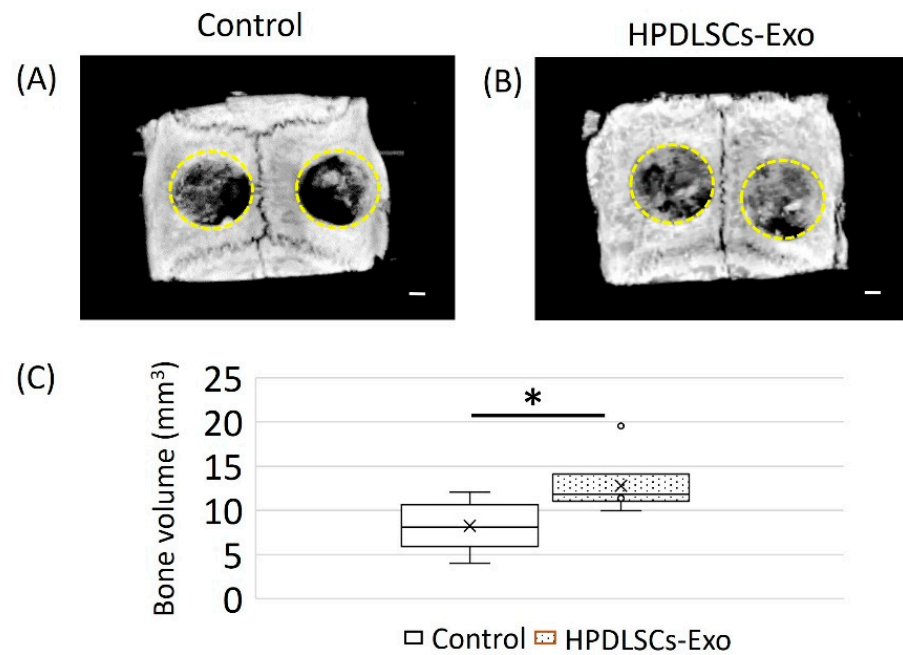 Control
HPDLSCs-Exo
(A)
(B)
(C)
Bone volume (mm³)
25
20
15
10
5
0
*
Control HPDLSCs-Exo